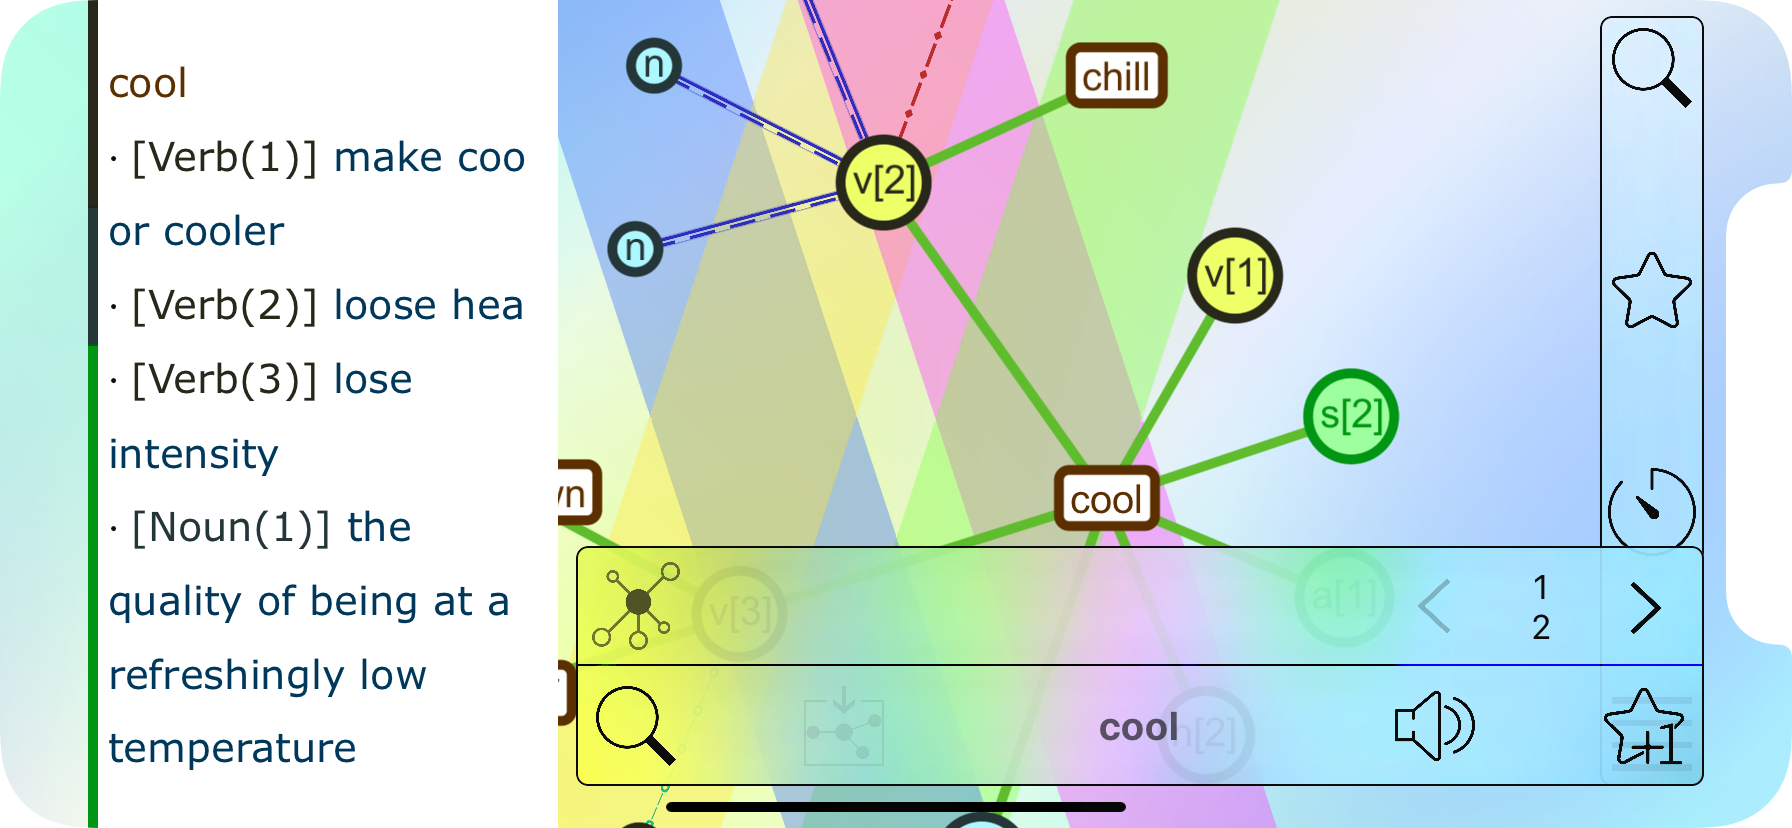 cool
· [Verb(1)] make coo
or cooler
· [Verb(2)] loose hea
· [Verb(3)] lose
intensity
· [Noun(1)] the
quality of being at a
refreshingly low
temperature
n
chill
v[2]
n
v[1]
s[2]
vn
cool
v[3]
a[1]
1
2
cool
n[2]
+1